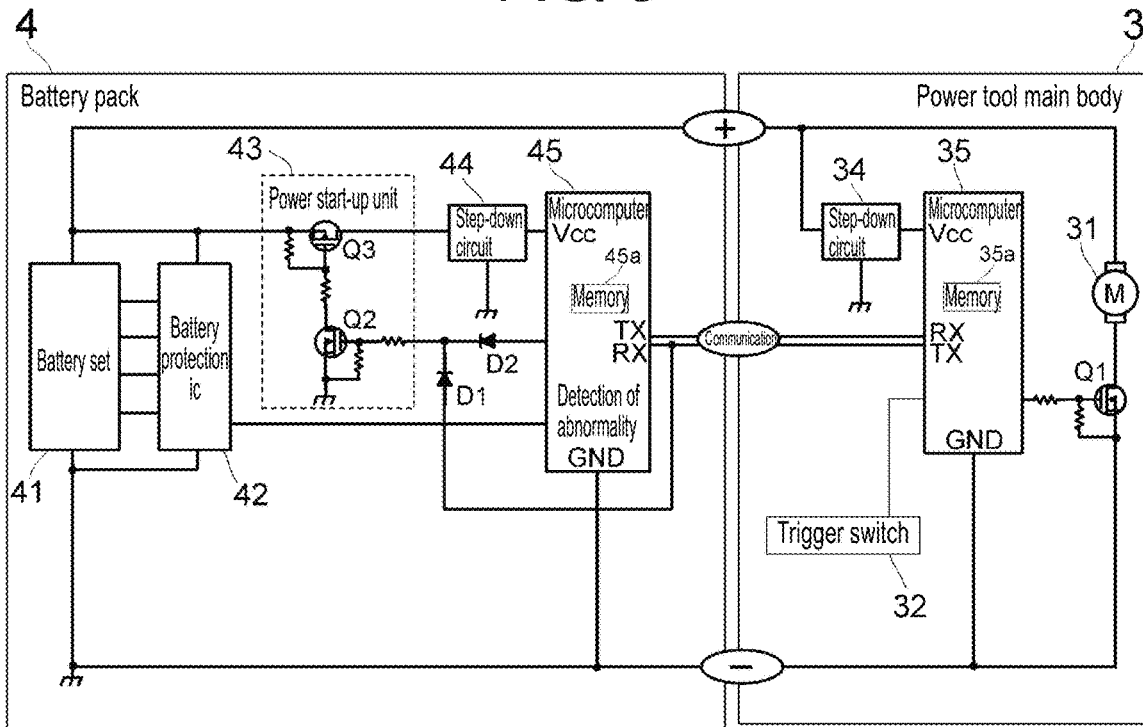 4
3
Battery pack
Power tool main body
+
43
44
45
34
35
Power start-up unit
Step-down
circuit
Microcomputer
Vcc
Step-down
circuit
Microcomputer
Vcc
31
Q3
45a
Memory
35a
Memory
M
Battery set
Battery
protection
ic
Q2
D2
D1
TX
RX
Communication
RX
TX
Q1
Detection of
abnormality
GND
GND
41
42
Trigger switch
32
−